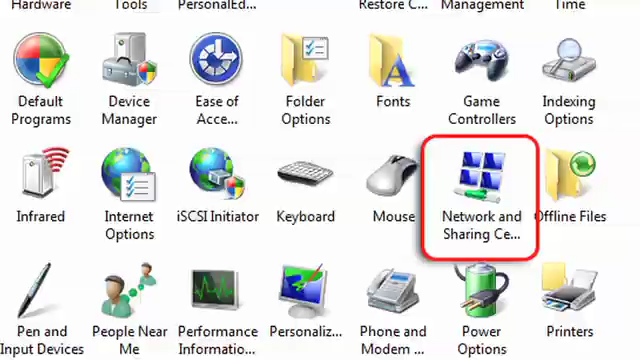 Hardware Tools PersonalEd... Restore C... Management Time
Default Programs
Device Manager
Ease of Acce...
Folder Options
Fonts
Game Controllers
Indexing Options
Infrared
Internet Options
iSCSI Initiator
Keyboard
Mouse
Network and Sharing Ce...
Offline Files
Pen and Input Devices
People Near Me
Performance Informatio...
Personaliz...
Phone and Modem ...
Power Options
Printers